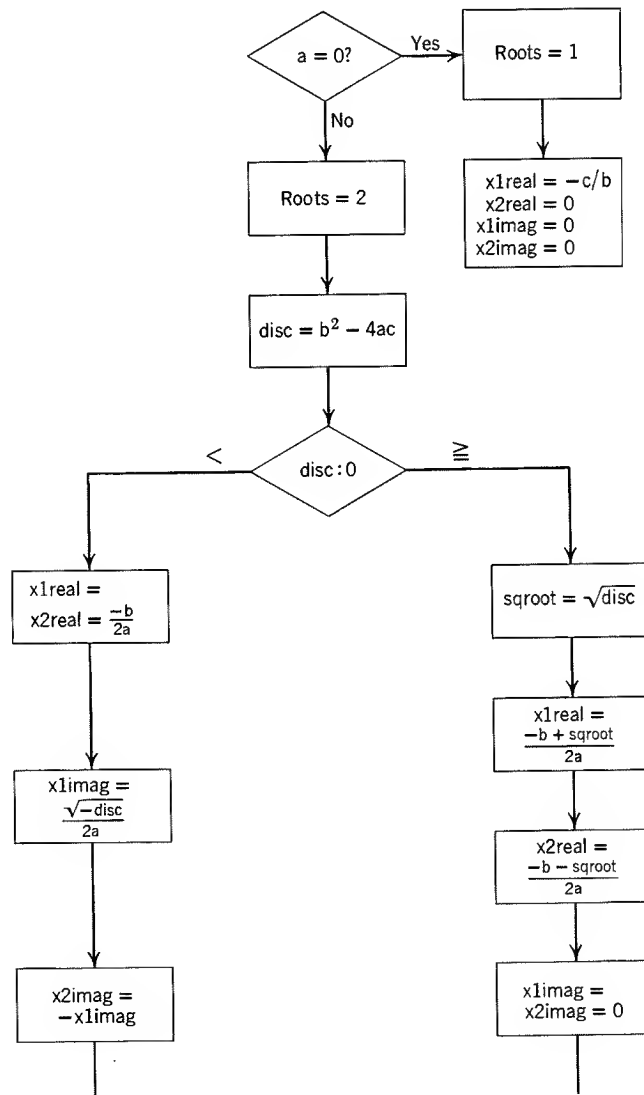 a = 0?
Yes
Roots = 1
No
x1real = −c/b
x2real = 0
x1imag = 0
x2imag = 0
Roots = 2
disc = b² − 4ac
disc:0
<
≧
x1real =
x2real = −b/2a
sqroot = √disc
x1real =
−b + sqroot
2a
x1imag =
√−disc
2a
x2real =
−b − sqroot
2a
x2imag =
−x1imag
x1imag =
x2imag = 0